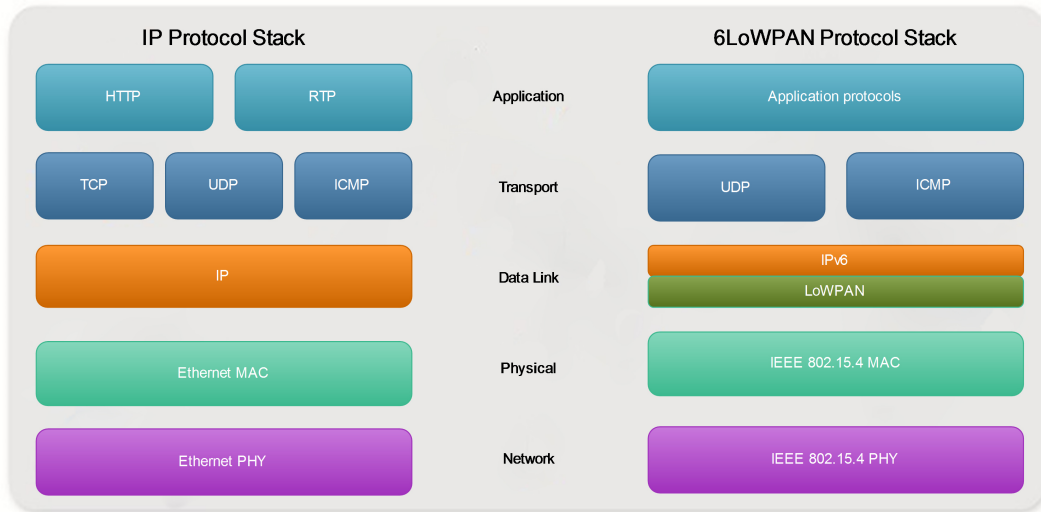 IP Protocol Stack
6LoWPAN Protocol Stack
HTTP
RTP
Application
Application protocols
TCP
UDP
ICMP
Transport
UDP
ICMP
IP
Data Link
IPv6
LoWPAN
Ethernet MAC
Physical
IEEE 802.15.4 MAC
Ethernet PHY
Network
IEEE 802.15.4 PHY